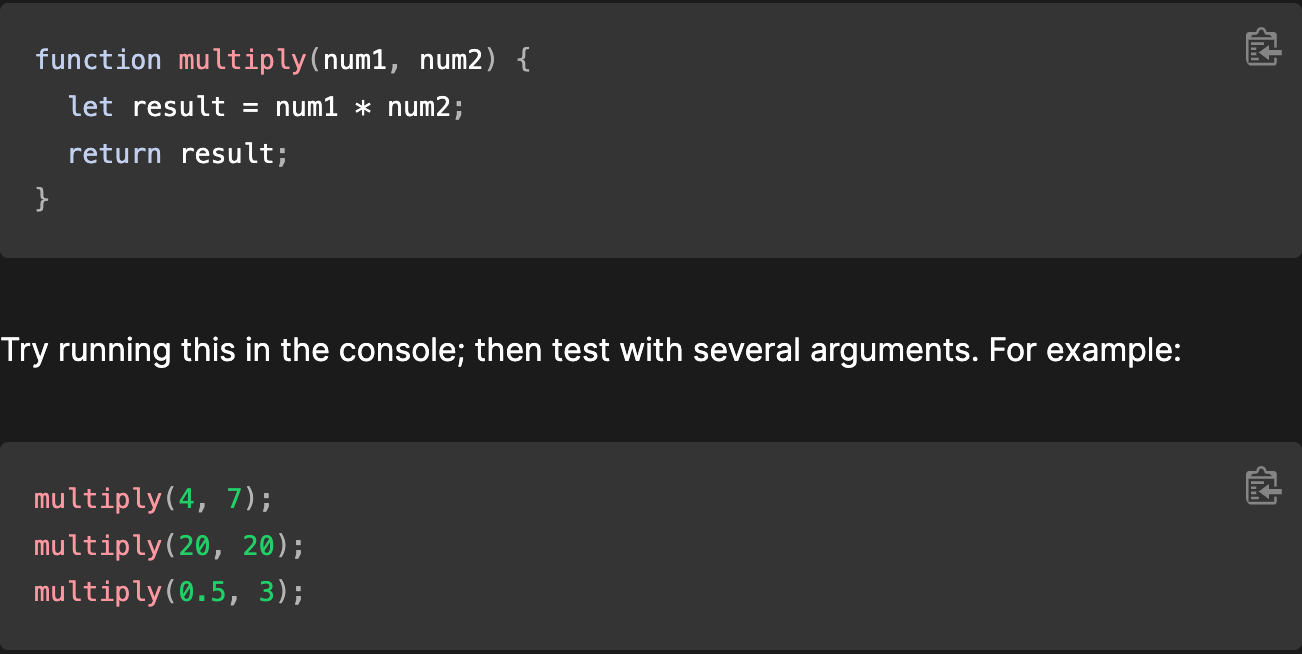 function multiply(num1, num2) {
  let result = num1 * num2;
  return result;
}
Try running this in the console; then test with several arguments. For example:
multiply(4, 7);
multiply(20, 20);
multiply(0.5, 3);